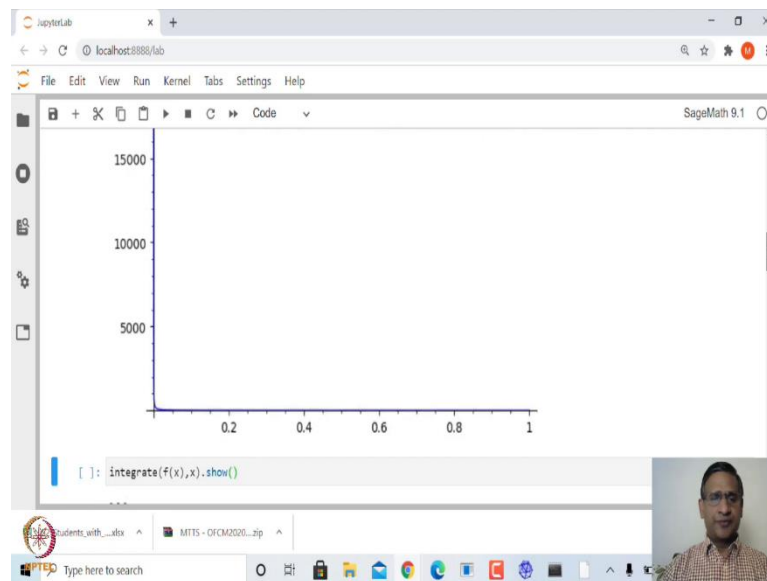 JupyterLab
localhost:8888/lab
M
File Edit View Run Kernel Tabs Settings Help
Code
SageMath 9.1
15000
10000
5000
0.2 0.4 0.6 0.8 1
[ ]: integrate(f(x),x).show()
Students_with_....xlsx
MTTS - OFCM2020....zip
NPTEL
Type here to search